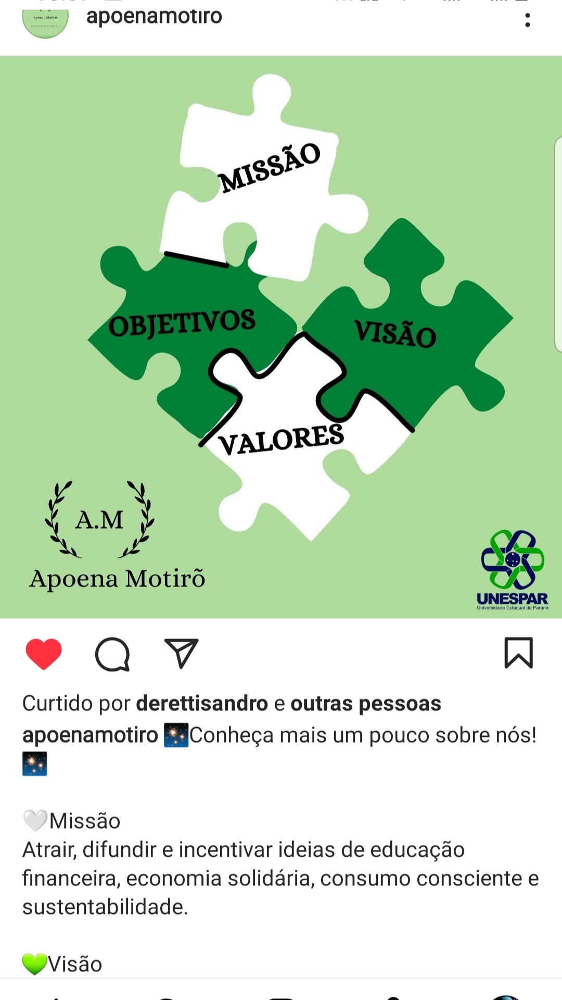 Apoena Motirõ
apoenamotiro
MISSÃO
OBJETIVOS
VISÃO
VALORES
A.M
Apoena Motirõ
UNESPAR
Universidade Estadual do Paraná
Curtido por derettisandro e outras pessoas
apoenamotiro 🎇Conheça mais um pouco sobre nós!
🎇
🤍Missão
Atrair, difundir e incentivar ideias de educação
financeira, economia solidária, consumo consciente e
sustentabilidade.
💚Visão